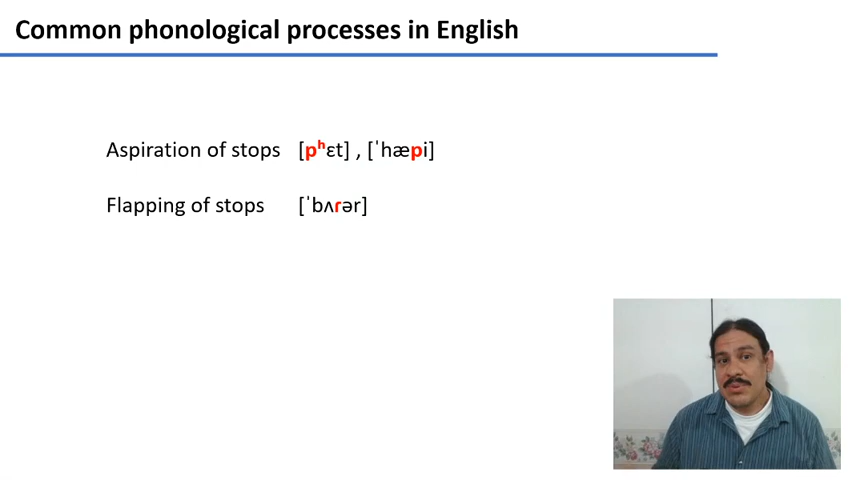 Common phonological processes in English
Aspiration of stops [pʰɛt] , [ˈhæpi]
Flapping of stops [ˈbʌɾər]